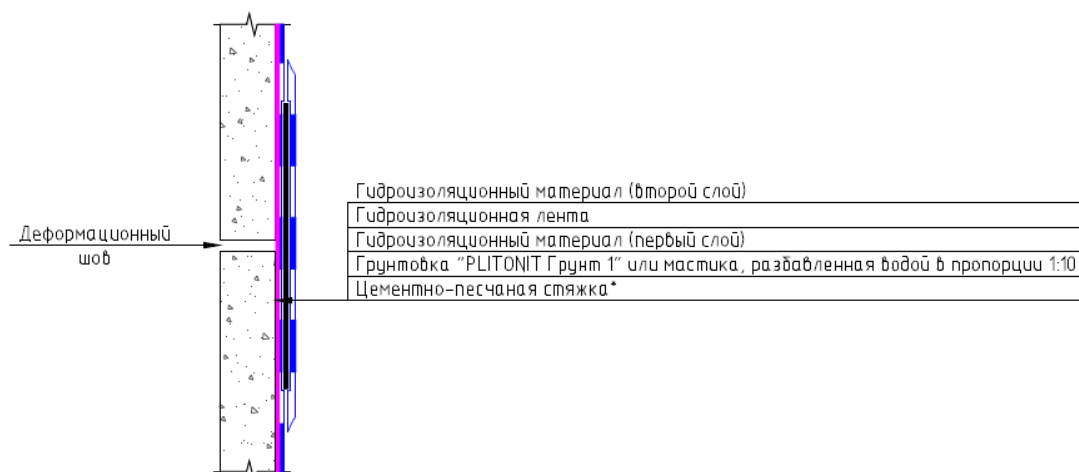 Гидроизоляционный материал (второй слой)
Гидроизоляционная лента
Гидроизоляционный материал (первый слой)
Грунтовка "PLITONIT Грунт 1" или мастика, разбавленная водой в пропорции 1:10
Цементно-песчаная стяжка*
Деформационный
шов